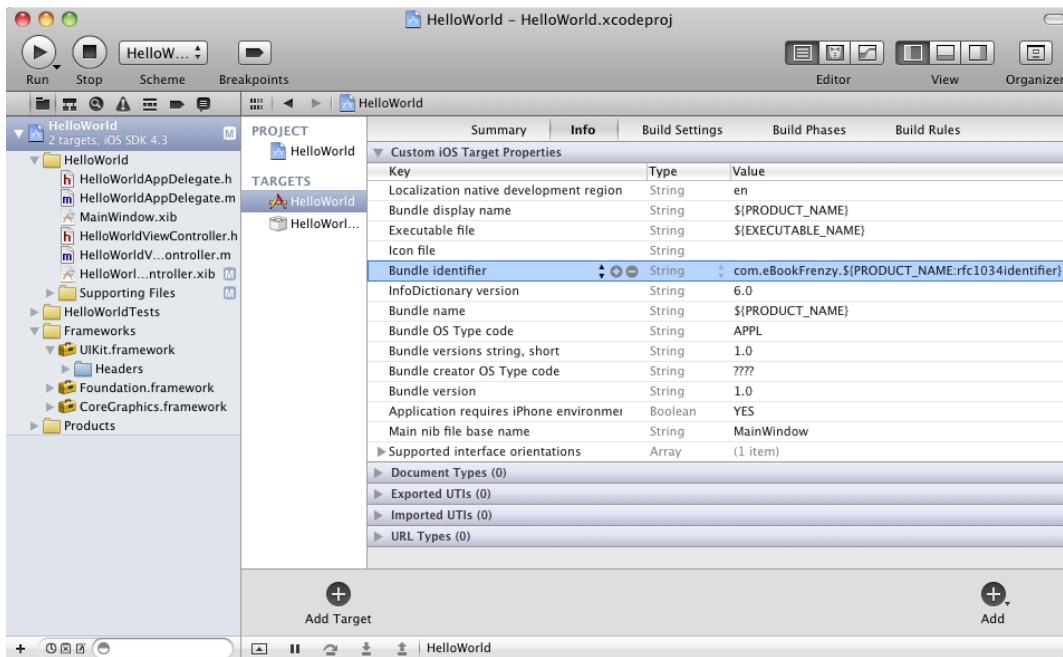 HelloWorld – HelloWorld.xcodeproj
HelloW...
Run Stop Scheme Breakpoints Editor View Organizer
HelloWorld
HelloWorld
2 targets, iOS SDK 4.3
M
HelloWorld
h HelloWorldAppDelegate.h
m HelloWorldAppDelegate.m
MainWindow.xib
h HelloWorldViewController.h
m HelloWorldV...ontroller.m
HelloWorl...ntroller.xib M
Supporting Files M
HelloWorldTests
Frameworks
UIKit.framework
Headers
Foundation.framework
CoreGraphics.framework
Products
PROJECT
HelloWorld
TARGETS
HelloWorld
HelloWorl...
Summary Info Build Settings Build Phases Build Rules
Custom iOS Target Properties
Key Type Value
Localization native development region String en
Bundle display name String ${PRODUCT_NAME}
Executable file String ${EXECUTABLE_NAME}
Icon file String
Bundle identifier String com.eBookFrenzy.${PRODUCT_NAME:rfc1034identifier}
InfoDictionary version String 6.0
Bundle name String ${PRODUCT_NAME}
Bundle OS Type code String APPL
Bundle versions string, short String 1.0
Bundle creator OS Type code String ????
Bundle version String 1.0
Application requires iPhone environmen Boolean YES
Main nib file base name String MainWindow
Supported interface orientations Array (1 item)
Document Types (0)
Exported UTIs (0)
Imported UTIs (0)
URL Types (0)
Add Target Add
HelloWorld